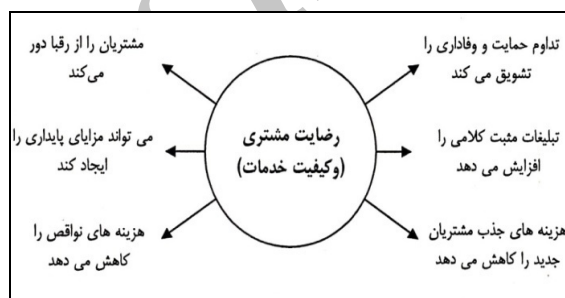 تداوم حمایت و وفاداری را
تشویق می کند
تبلیغات مثبت کلامی را
افزایش می دهد
هزینه های جذب مشتریان
جدید را کاهش می دهد
رضایت مشتری
(وکیفیت خدمات)
مشتریان را از رقبا دور
می‌کند
می تواند مزایای پایداری را
ایجاد کند
هزینه های نواقص را
کاهش می دهد